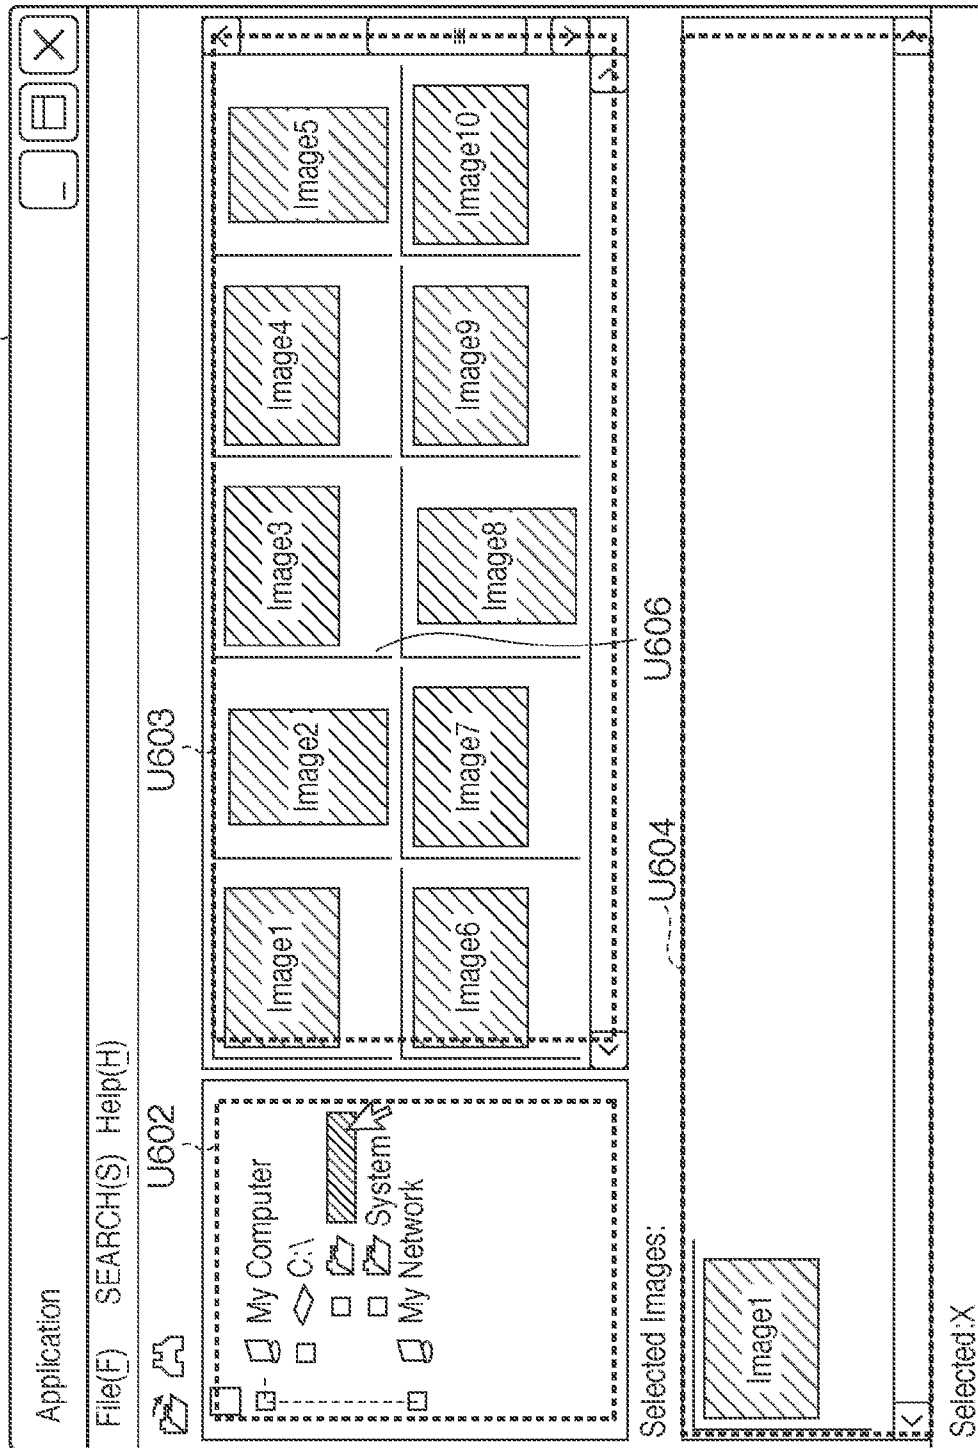 Application
File(F) SEARCH(S) Help(H)
U602
U603
My Computer
C:\
System
My Network
Image1
Image2
Image3
Image4
Image5
Image6
Image7
Image8
Image9
Image10
U606
Selected Images:
U604
Image1
Selected:X